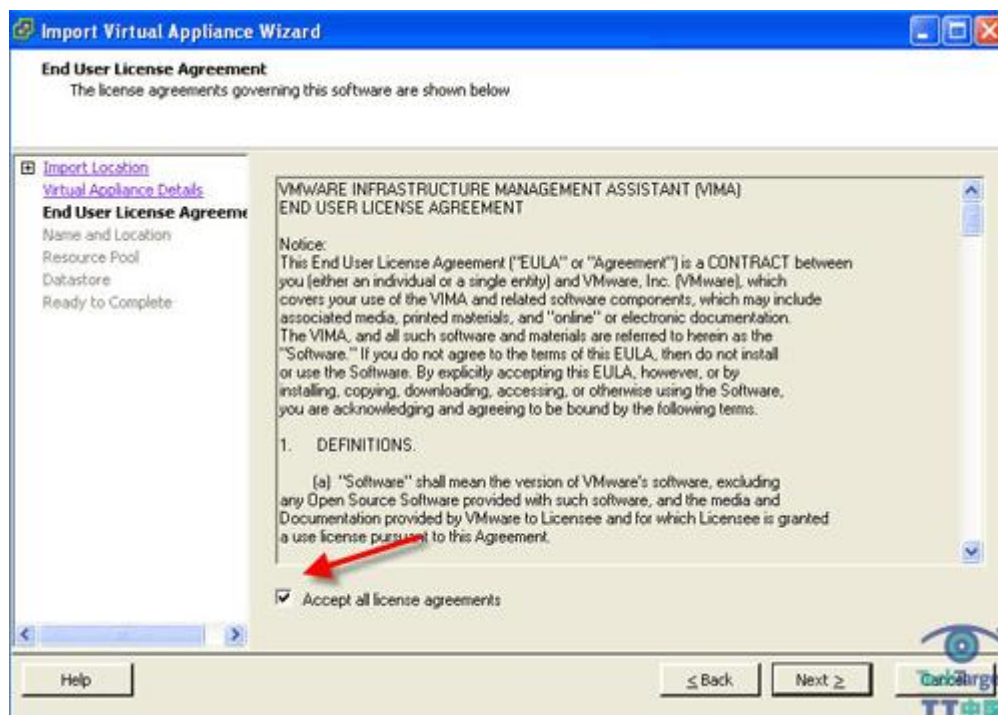 Import Virtual Appliance Wizard
End User License Agreement
The license agreements governing this software are shown below
Import Location
Virtual Appliance Details
End User License Agreeme
Name and Location
Resource Pool
Datastore
Ready to Complete
VMWARE INFRASTRUCTURE MANAGEMENT ASSISTANT (VIMA)
END USER LICENSE AGREEMENT
Notice:
This End User License Agreement ("EULA" or "Agreement") is a CONTRACT between
you (either an individual or a single entity) and VMware, Inc. (VMware), which
covers your use of the VIMA and related software components, which may include
associated media, printed materials, and "online" or electronic documentation.
The VIMA, and all such software and materials are referred to herein as the
"Software." If you do not agree to the terms of this EULA, then do not install
or use the Software. By explicitly accepting this EULA, however, or by
installing, copying, downloading, accessing, or otherwise using the Software,
you are acknowledging and agreeing to be bound by the following terms.
1. DEFINITIONS.
(a) "Software" shall mean the version of VMware's software, excluding
any Open Source Software provided with such software, and the media and
Documentation provided by VMware to Licensee and for which Licensee is granted
a use license pursuant to this Agreement.
Accept all license agreements
Help
≤ Back
Next ≥
Cancel
TT中国